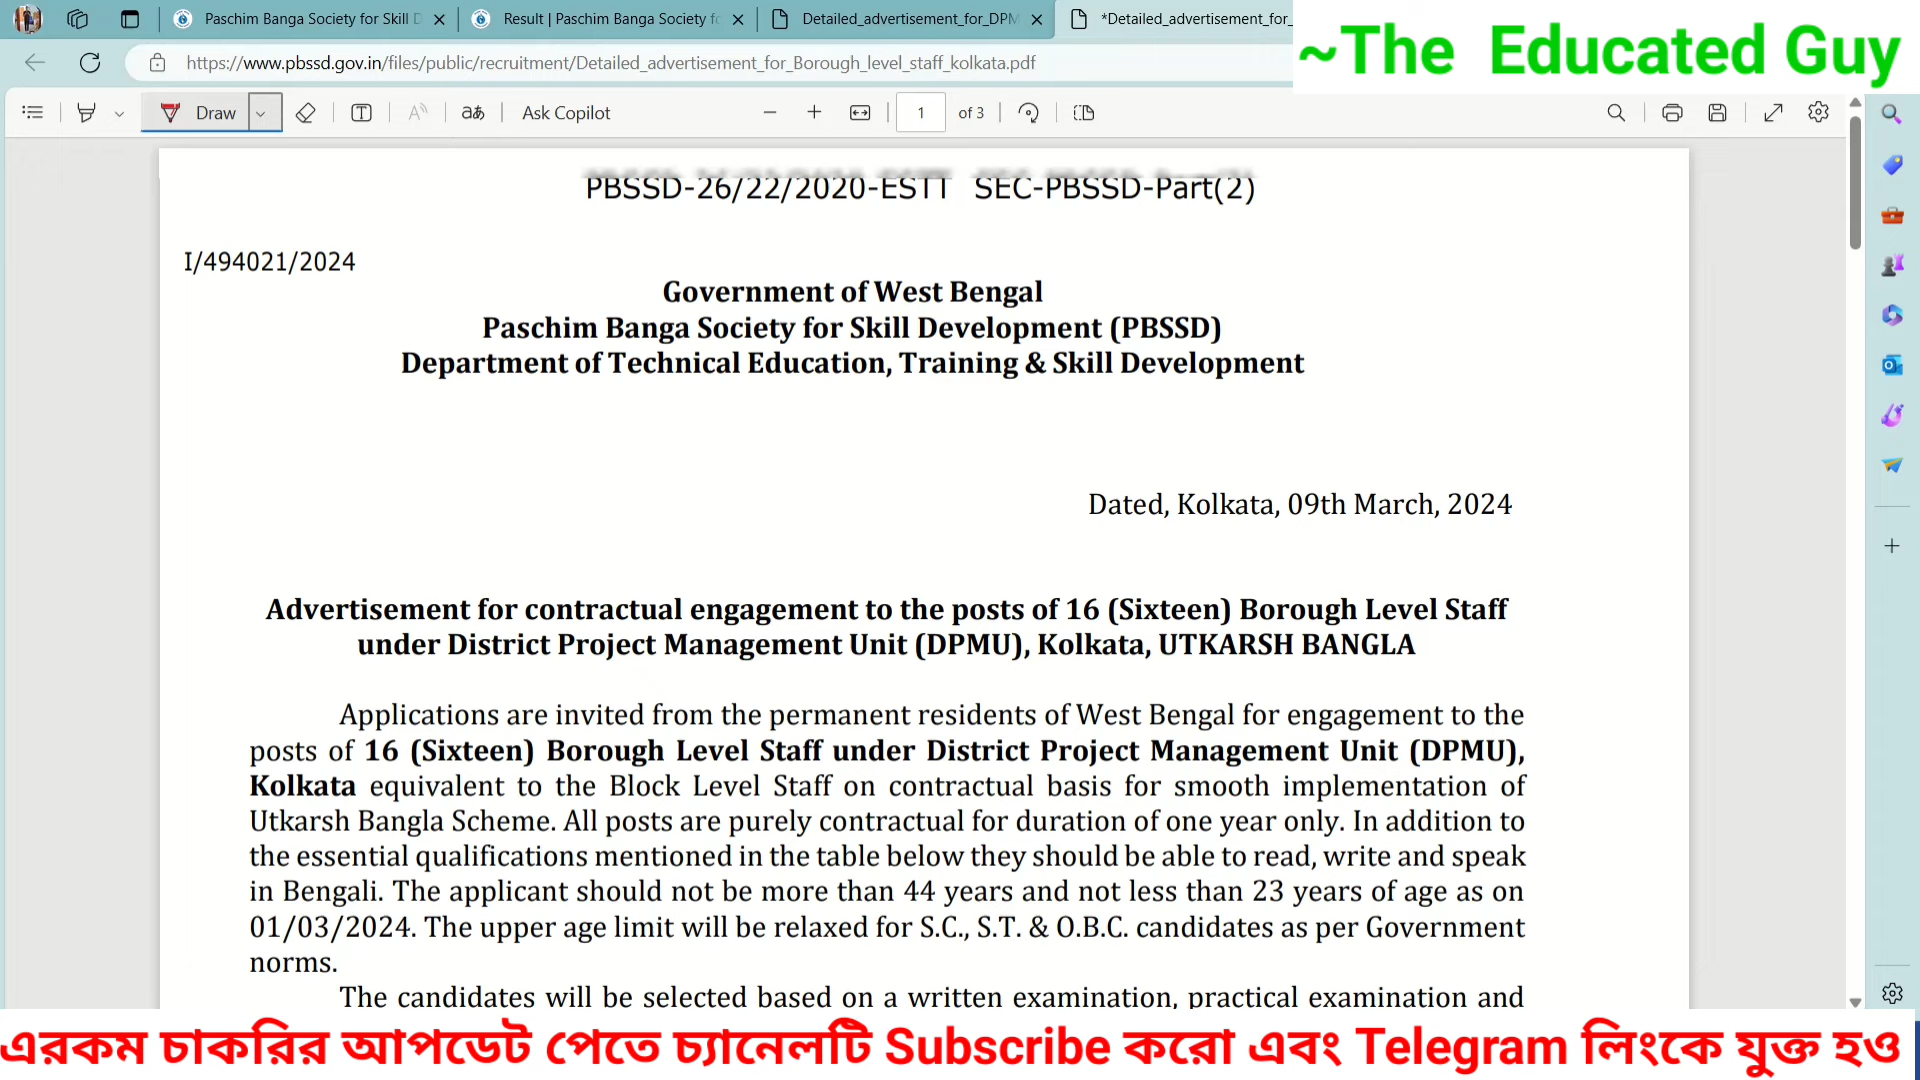 Paschim Banga Society for Skill D
Result | Paschim Banga Society fo
Detailed_advertisement_for_DPM
*Detailed_advertisement_for_
~The Educated Guy
https://www.pbssd.gov.in/files/public/recruitment/Detailed_advertisement_for_Borough_level_staff_kolkata.pdf
Draw
aあ
Ask Copilot
1 of 3
PBSSD-26/22/2020-ESTT SEC-PBSSD-Part(2)
I/494021/2024
Government of West Bengal
Paschim Banga Society for Skill Development (PBSSD)
Department of Technical Education, Training & Skill Development
Dated, Kolkata, 09th March, 2024
Advertisement for contractual engagement to the posts of 16 (Sixteen) Borough Level Staff
under District Project Management Unit (DPMU), Kolkata, UTKARSH BANGLA
Applications are invited from the permanent residents of West Bengal for engagement to the
posts of 16 (Sixteen) Borough Level Staff under District Project Management Unit (DPMU),
Kolkata equivalent to the Block Level Staff on contractual basis for smooth implementation of
Utkarsh Bangla Scheme. All posts are purely contractual for duration of one year only. In addition to
the essential qualifications mentioned in the table below they should be able to read, write and speak
in Bengali. The applicant should not be more than 44 years and not less than 23 years of age as on
01/03/2024. The upper age limit will be relaxed for S.C., S.T. & O.B.C. candidates as per Government
norms.
The candidates will be selected based on a written examination, practical examination and
এরকম চাকরির আপডেট পেতে চ্যানেলটি Subscribe করো এবং Telegram লিংকে যুক্ত হও